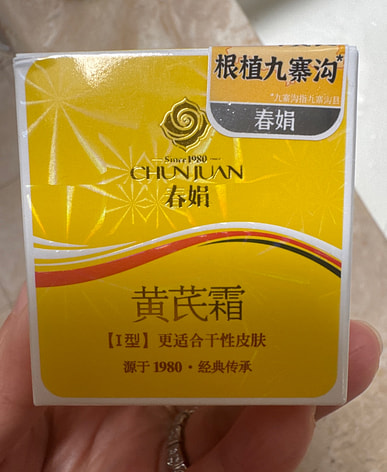 根植九寨沟*
*九寨沟指九寨沟县
春娟
Since 1980
CHUNJUAN
春娟
黄芪霜
【I型】更适合干性皮肤
源于 1980 · 经典传承